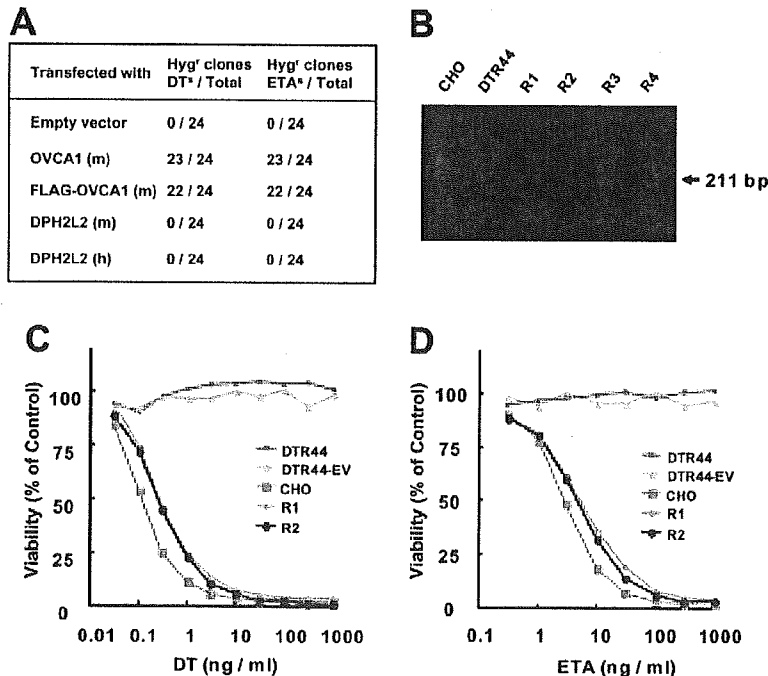 A
Transfected with
Hygʳ clones DTˢ / Total
Hygʳ clones ETAˢ / Total
Empty vector 0 / 24 0 / 24
OVCA1 (m) 23 / 24 23 / 24
FLAG-OVCA1 (m) 22 / 24 22 / 24
DPH2L2 (m) 0 / 24 0 / 24
DPH2L2 (h) 0 / 24 0 / 24
B
CHO DTR44 R1 R2 R3 R4
211 bp
C
Viability (% of Control)
100
75
50
25
0
DTR44
DTR44-EV
CHO
R1
R2
0.01 0.1 1 10 100 1000
DT (ng / ml)
D
Viability (% of Control)
100
75
50
25
0
DTR44
DTR44-EV
CHO
R1
R2
0.1 1 10 100 1000
ETA (ng / ml)